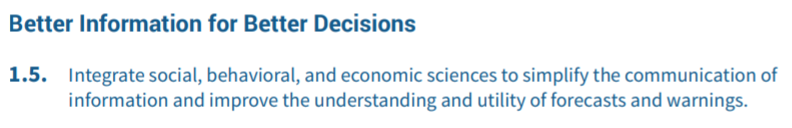 Better Information for Better Decisions
1.5. Integrate social, behavioral, and economic sciences to simplify the communication of
information and improve the understanding and utility of forecasts and warnings.